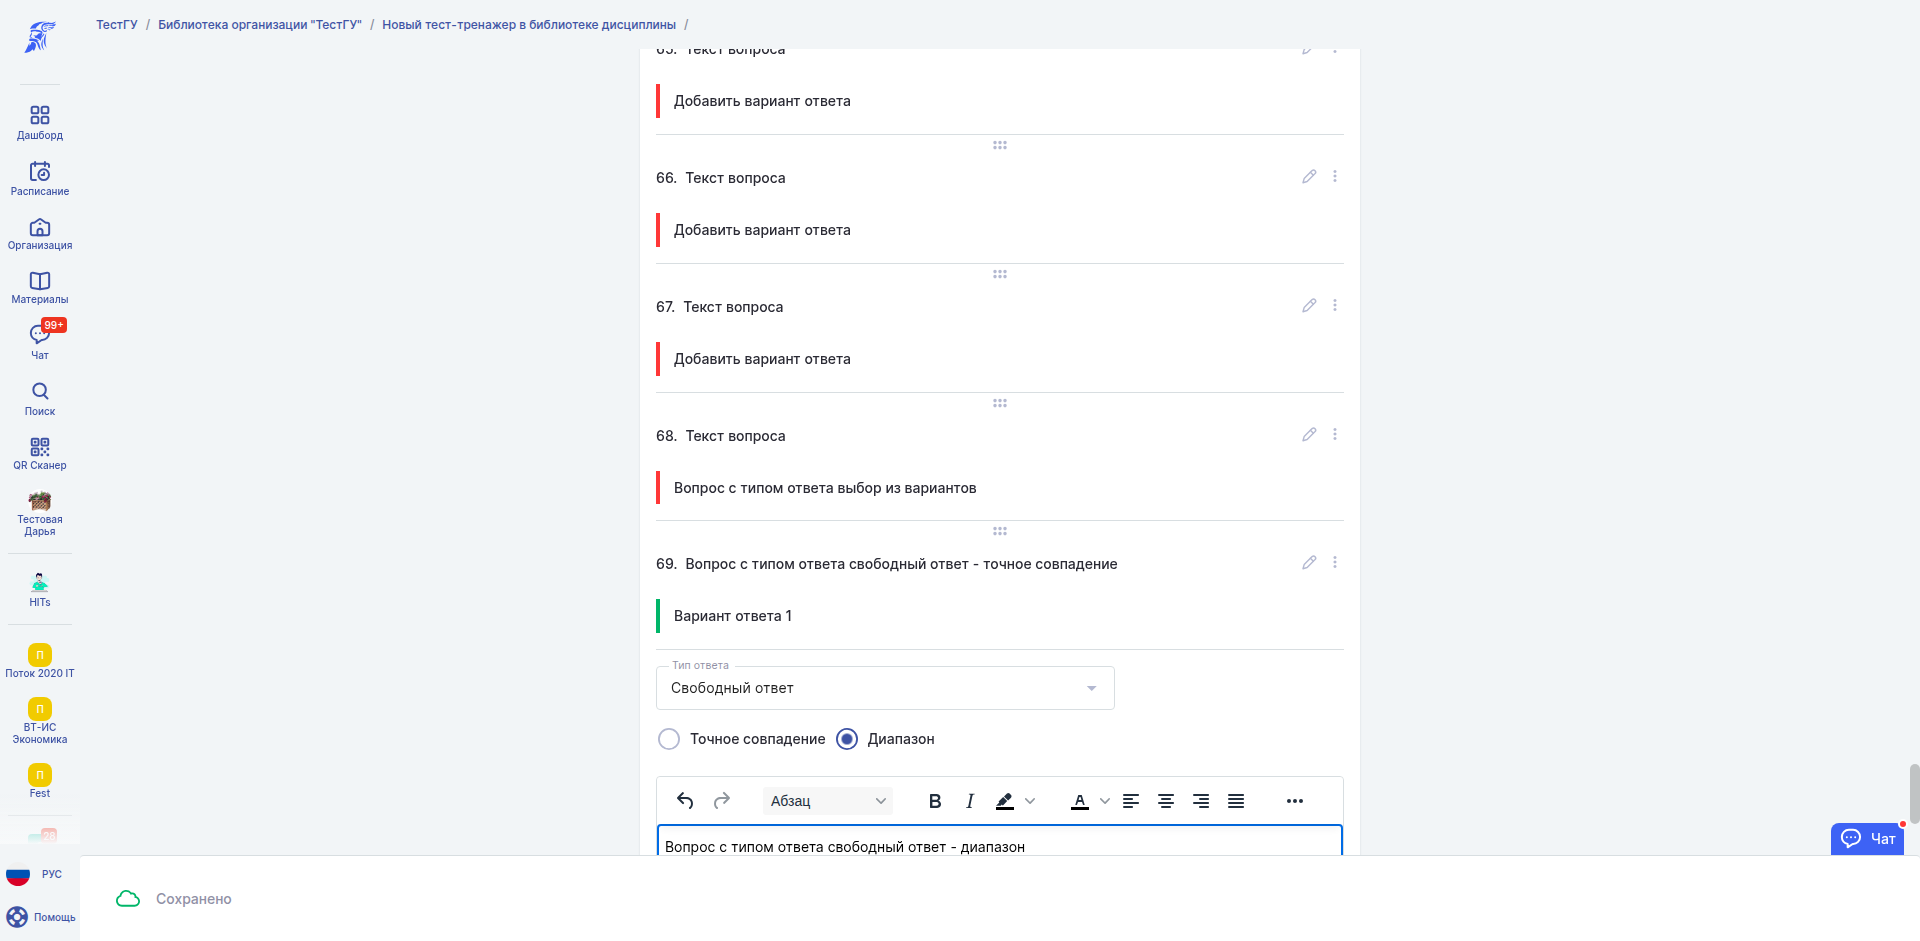 ТестГУ / Библиотека организации "ТестГУ" / Новый тест-тренажер в библиотеке дисциплины /
Дашборд
Расписание
Организация
Материалы
99+
Чат
Поиск
QR Сканер
Тестовая
Дарья
HITs
П
Поток 2020 IT
П
ВТ-ИС
Экономика
П
Fest
28
РУС
Помощь
65. Текст вопроса
Добавить вариант ответа
66. Текст вопроса
Добавить вариант ответа
67. Текст вопроса
Добавить вариант ответа
68. Текст вопроса
Вопрос с типом ответа выбор из вариантов
69. Вопрос с типом ответа свободный ответ - точное совпадение
Вариант ответа 1
Тип ответа
Свободный ответ
Точное совпадение Диапазон
Абзац B I A
Вопрос с типом ответа свободный ответ - диапазон
Чат
Сохранено